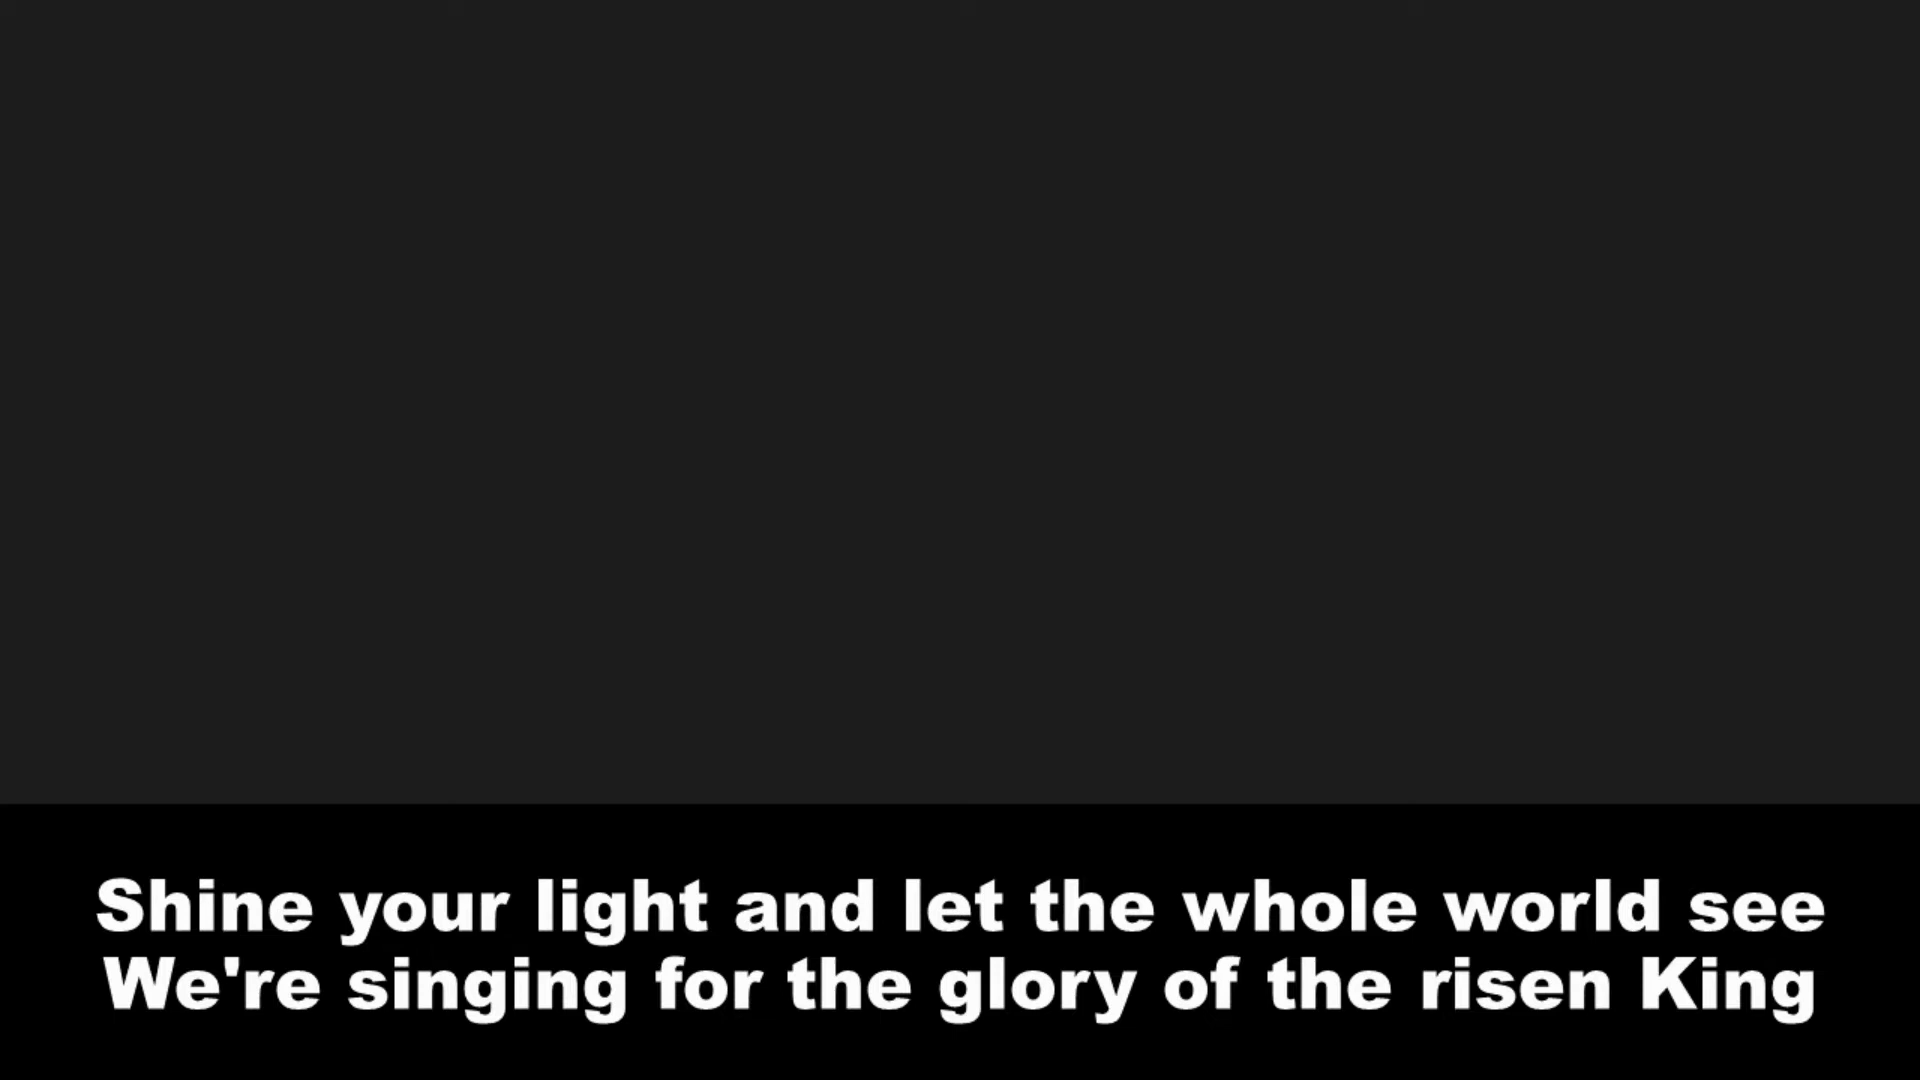 Shine your light and let the whole world see
We're singing for the glory of the risen King